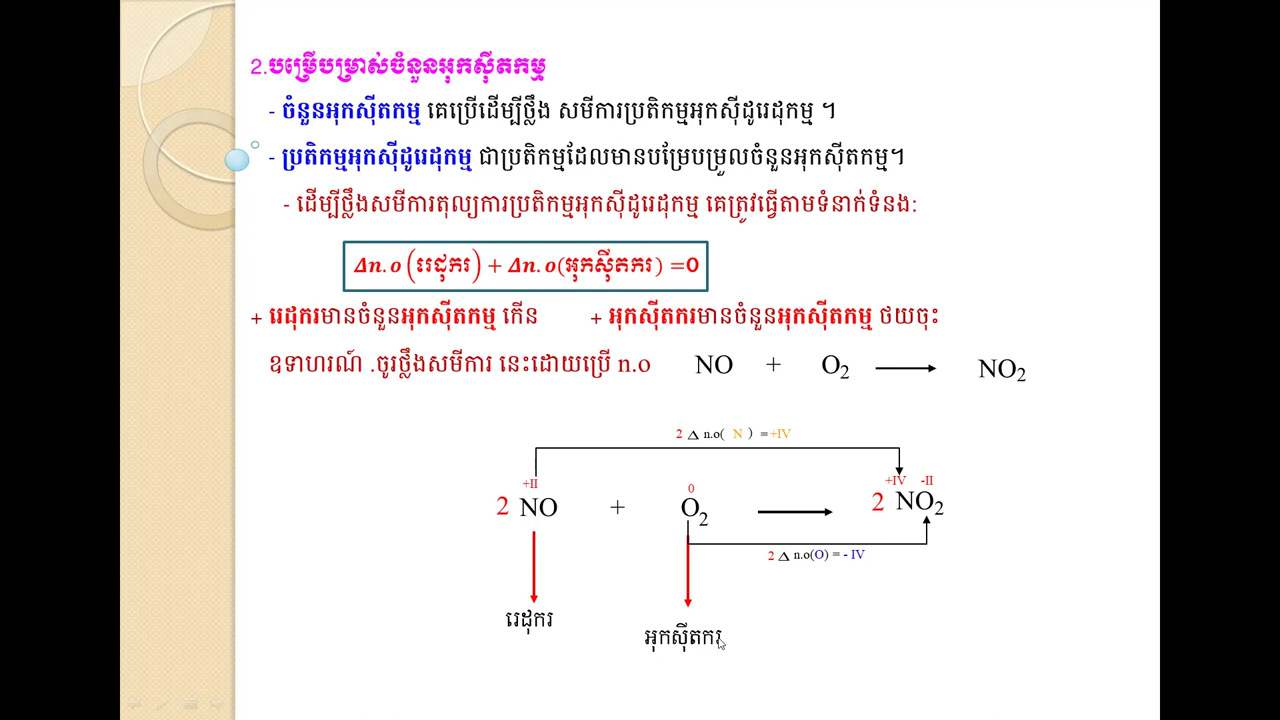 2.បម្រើបម្រាស់ចំនួនអុកស៊ីតកម្ម
- ចំនួនអុកស៊ីតកម្ម គេប្រើដើម្បីថ្លឹង សមីការប្រតិកម្មអុកស៊ីដូរេដុកម្ម ។
- ប្រតិកម្មអុកស៊ីដូរេដុកម្ម ជាប្រតិកម្មដែលមានបម្រែបម្រួលចំនួនអុកស៊ីតកម្ម។
- ដើម្បីថ្លឹងសមីការតុល្យការប្រតិកម្មអុកស៊ីដូរេដុកម្ម គេត្រូវធ្វើតាមទំនាក់ទំនង:
Δn.o (រេដុករ) + Δn.o(អុកស៊ីតករ) =0
+ រេដុករមានចំនួនអុកស៊ីតកម្ម កើន + អុកស៊ីតករមានចំនួនអុកស៊ីតកម្ម ថយចុះ
ឧទាហរណ៍ .ចូរថ្លឹងសមីការ នេះដោយប្រើ n.o NO + O₂ ⟶ NO₂
2 Δ n.o( N ) = +IV
+II 0 +IV -II
2 NO + O₂ ⟶ 2 NO₂
2 Δ n.o(O) = - IV
រេដុករ
អុកស៊ីតករ